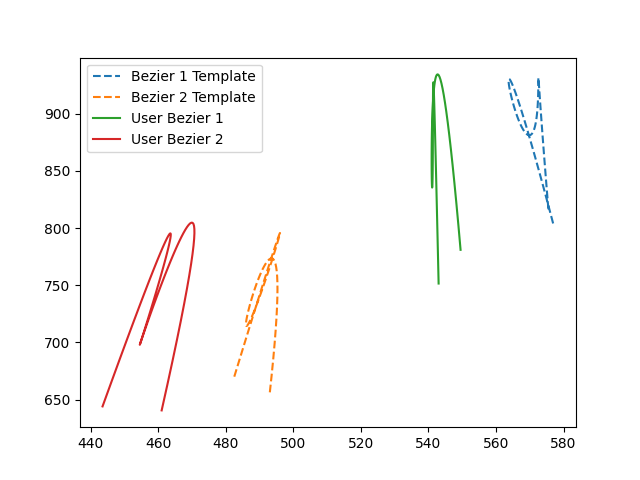 Bezier 1 Template
Bezier 2 Template
User Bezier 1
User Bezier 2
900
850
800
750
700
650
440 460 480 500 520 540 560 580